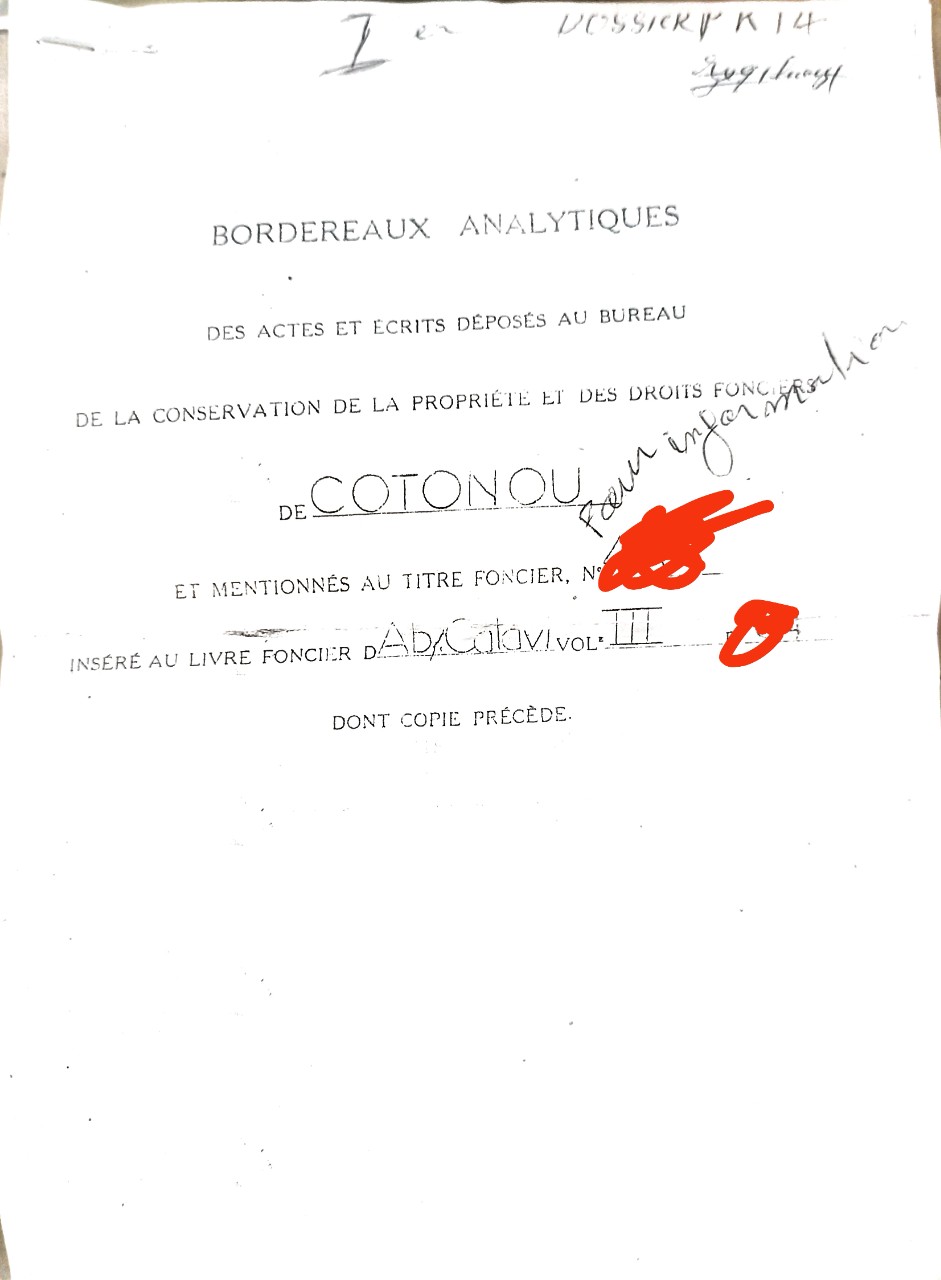 I er DOSSIER PK14
BORDEREAUX ANALYTIQUES
DES ACTES ET ÉCRITS DÉPOSÉS AU BUREAU
DE LA CONSERVATION DE LA PROPRIÉTÉ ET DES DROITS FONCIERS
DE COTONOU
Pour information
ET MENTIONNÉS AU TITRE FONCIER, N°
INSÉRÉ AU LIVRE FONCIER D'Ab/Calavi VOL. III
DONT COPIE PRÉCÈDE.